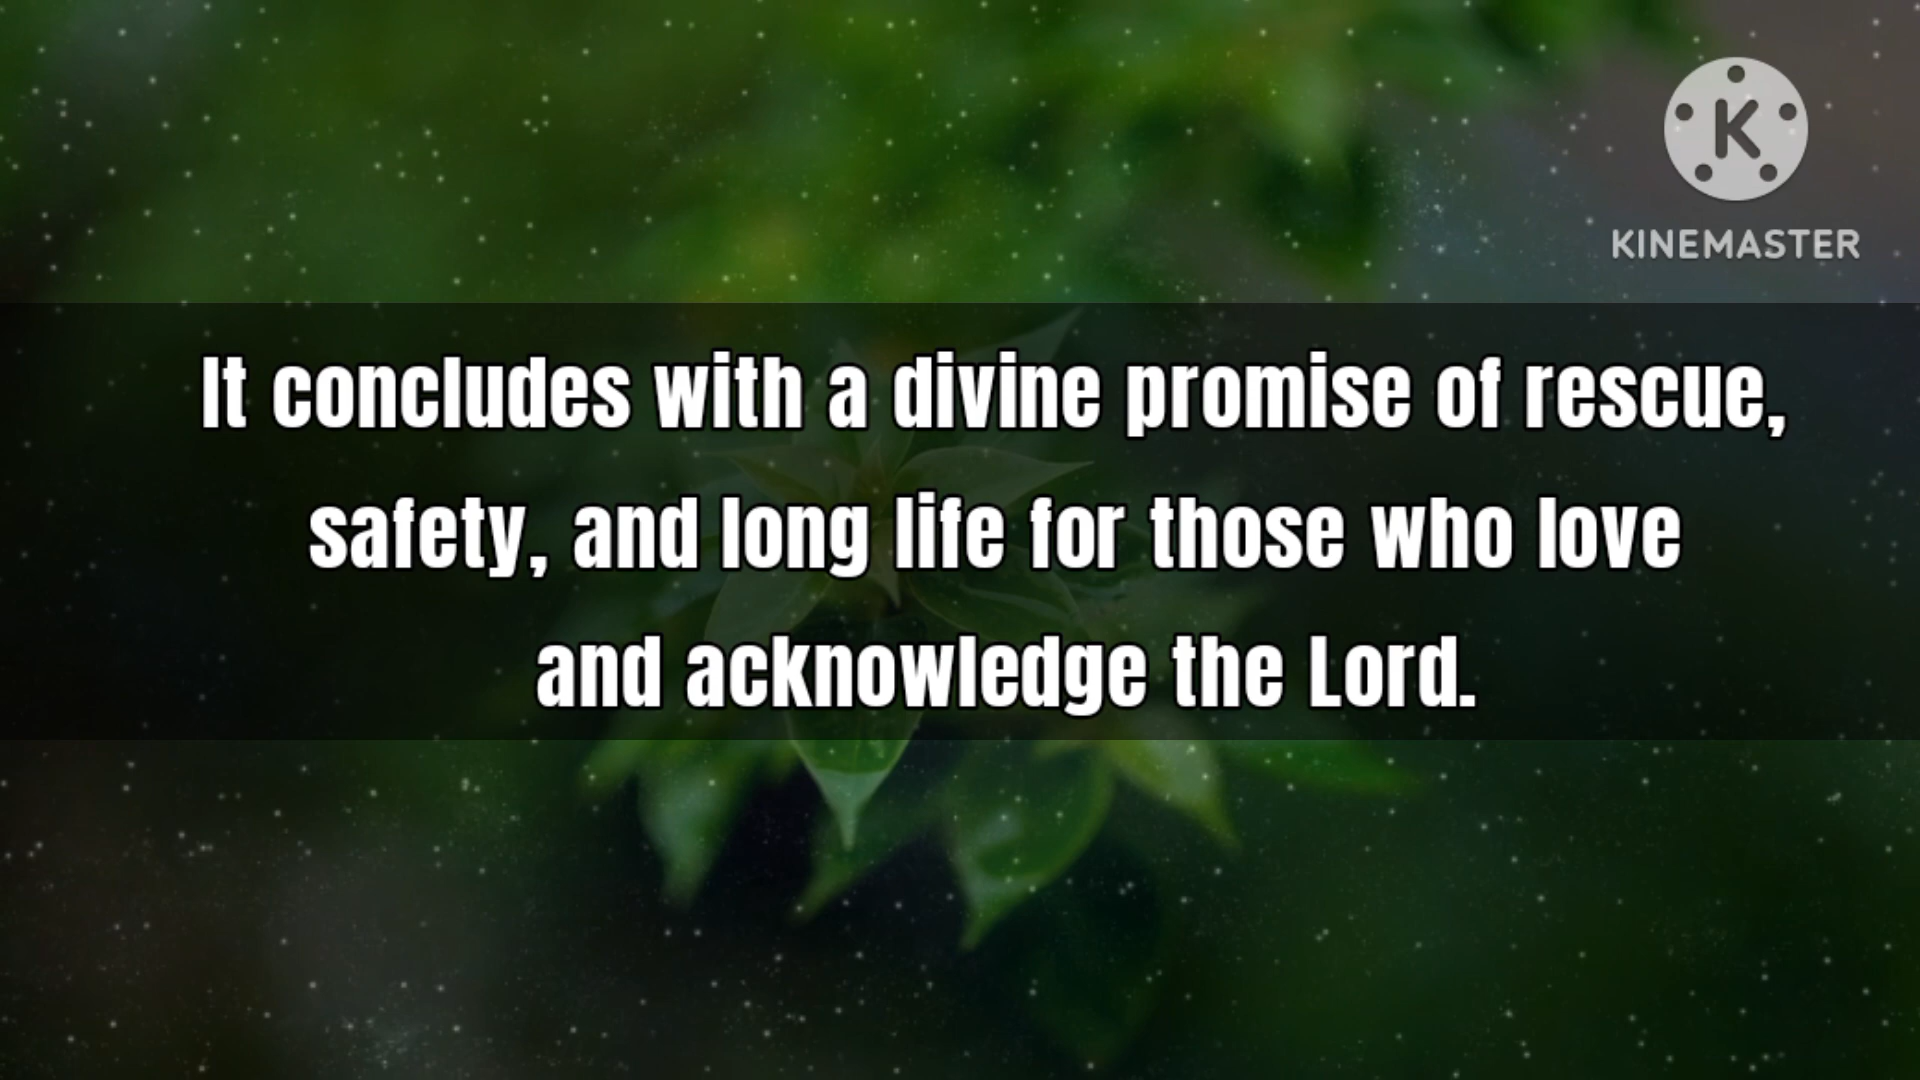 K
KINEMASTER
It concludes with a divine promise of rescue,
safety, and long life for those who love
and acknowledge the Lord.